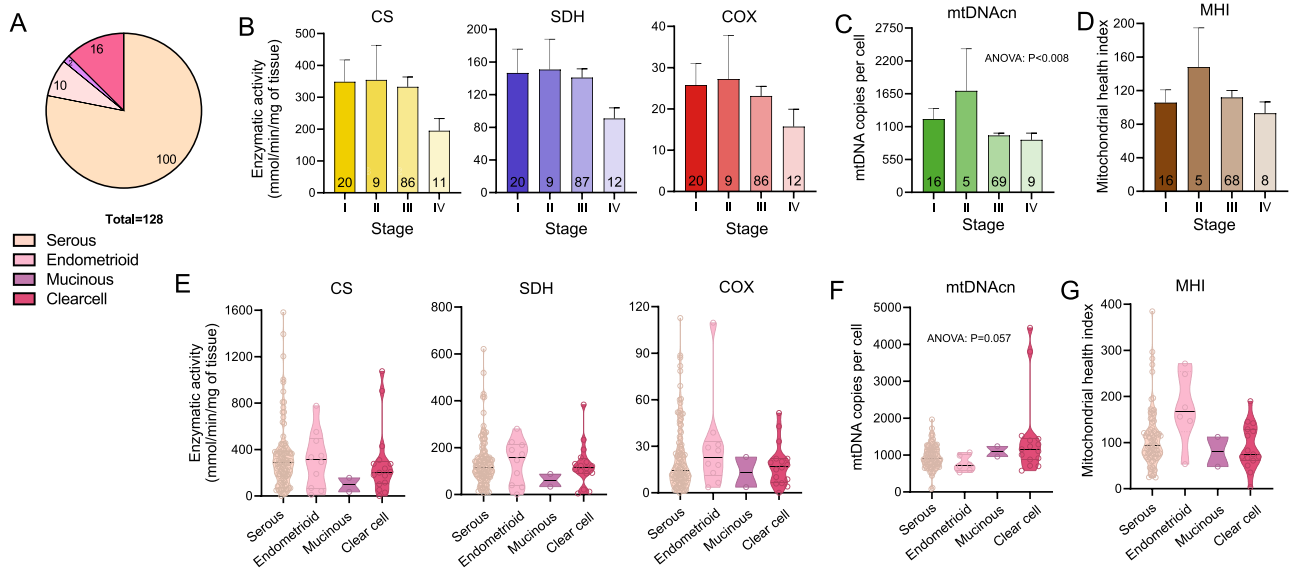 A
16
2
10
100
Total=128
Serous
Endometrioid
Mucinous
Clearcell
B
CS
Enzymatic activity
(mmol/min/mg of tissue)
500
400
300
200
100
0
20 9 86 11
I II III IV
Stage
SDH
200
160
120
80
40
0
20 9 87 12
I II III IV
Stage
COX
40
30
20
10
0
20 9 86 12
I II III IV
Stage
C
mtDNAcn
ANOVA: P<0.008
mtDNA copies per cell
2750
2200
1650
1100
550
0
16 5 69 9
I II III IV
Stage
D
MHI
Mitochondrial health index
200
160
120
80
40
0
16 5 68 8
I II III IV
Stage
E
CS
Enzymatic activity
(mmol/min/mg of tissue)
1600
1200
800
400
0
Serous
Endometrioid
Mucinous
Clear cell
SDH
800
600
400
200
0
Serous
Endometrioid
Mucinous
Clear cell
COX
120
90
60
30
0
Serous
Endometrioid
Mucinous
Clear cell
F
mtDNAcn
ANOVA: P=0.057
mtDNA copies per cell
5000
4000
3000
2000
1000
0
Serous
Endometrioid
Mucinous
Clear cell
G
MHI
Mitochondrial health index
400
300
200
100
0
Serous
Endometrioid
Mucinous
Clear cell